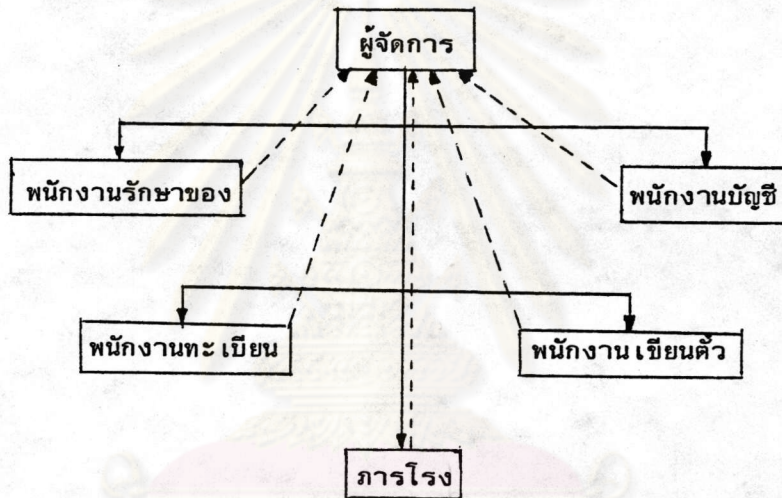 ผู้จัดการ
พนักงานรักษาของ
พนักงานบัญชี
พนักงานทะเบียน
พนักงานเขียนตั๋ว
ภารโรง